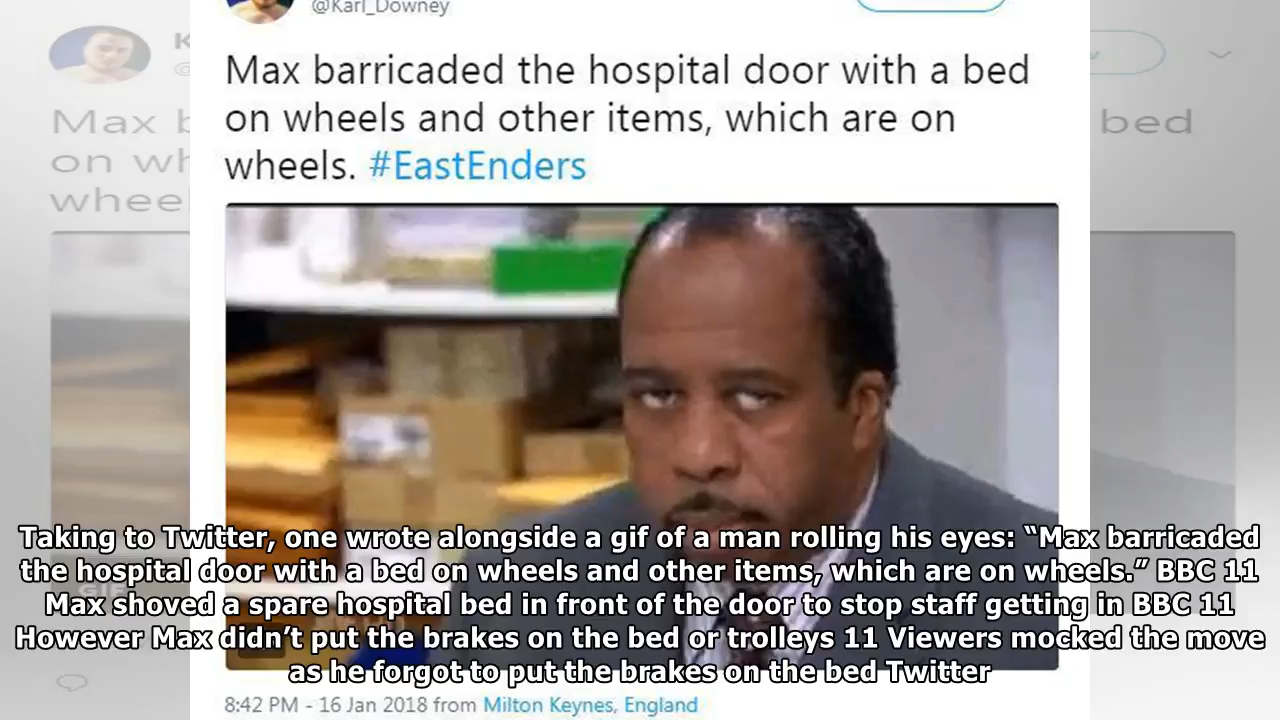 @Karl_Downey
Max barricaded the hospital door with a bed
on wheels and other items, which are on
wheels. #EastEnders
Taking to Twitter, one wrote alongside a gif of a man rolling his eyes: “Max barricaded
the hospital door with a bed on wheels and other items, which are on wheels.” BBC 11
Max shoved a spare hospital bed in front of the door to stop staff getting in BBC 11
However Max didn’t put the brakes on the bed or trolleys 11 Viewers mocked the move
as he forgot to put the brakes on the bed Twitter
8:42 PM - 16 Jan 2018 from Milton Keynes, England